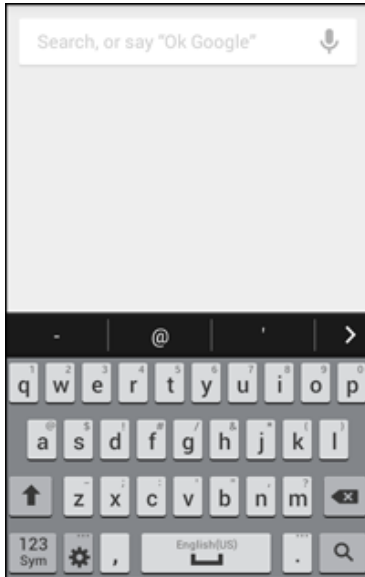 Search, or say “Ok Google”
- @ '
1 2 3 4 5 6 7 8 9 0
q w e r t y u i o p
@ $ ! # / & * ( )
a s d f g h j k l
- ; : , ?
z x c v b n m
123
Sym
, English(US) .